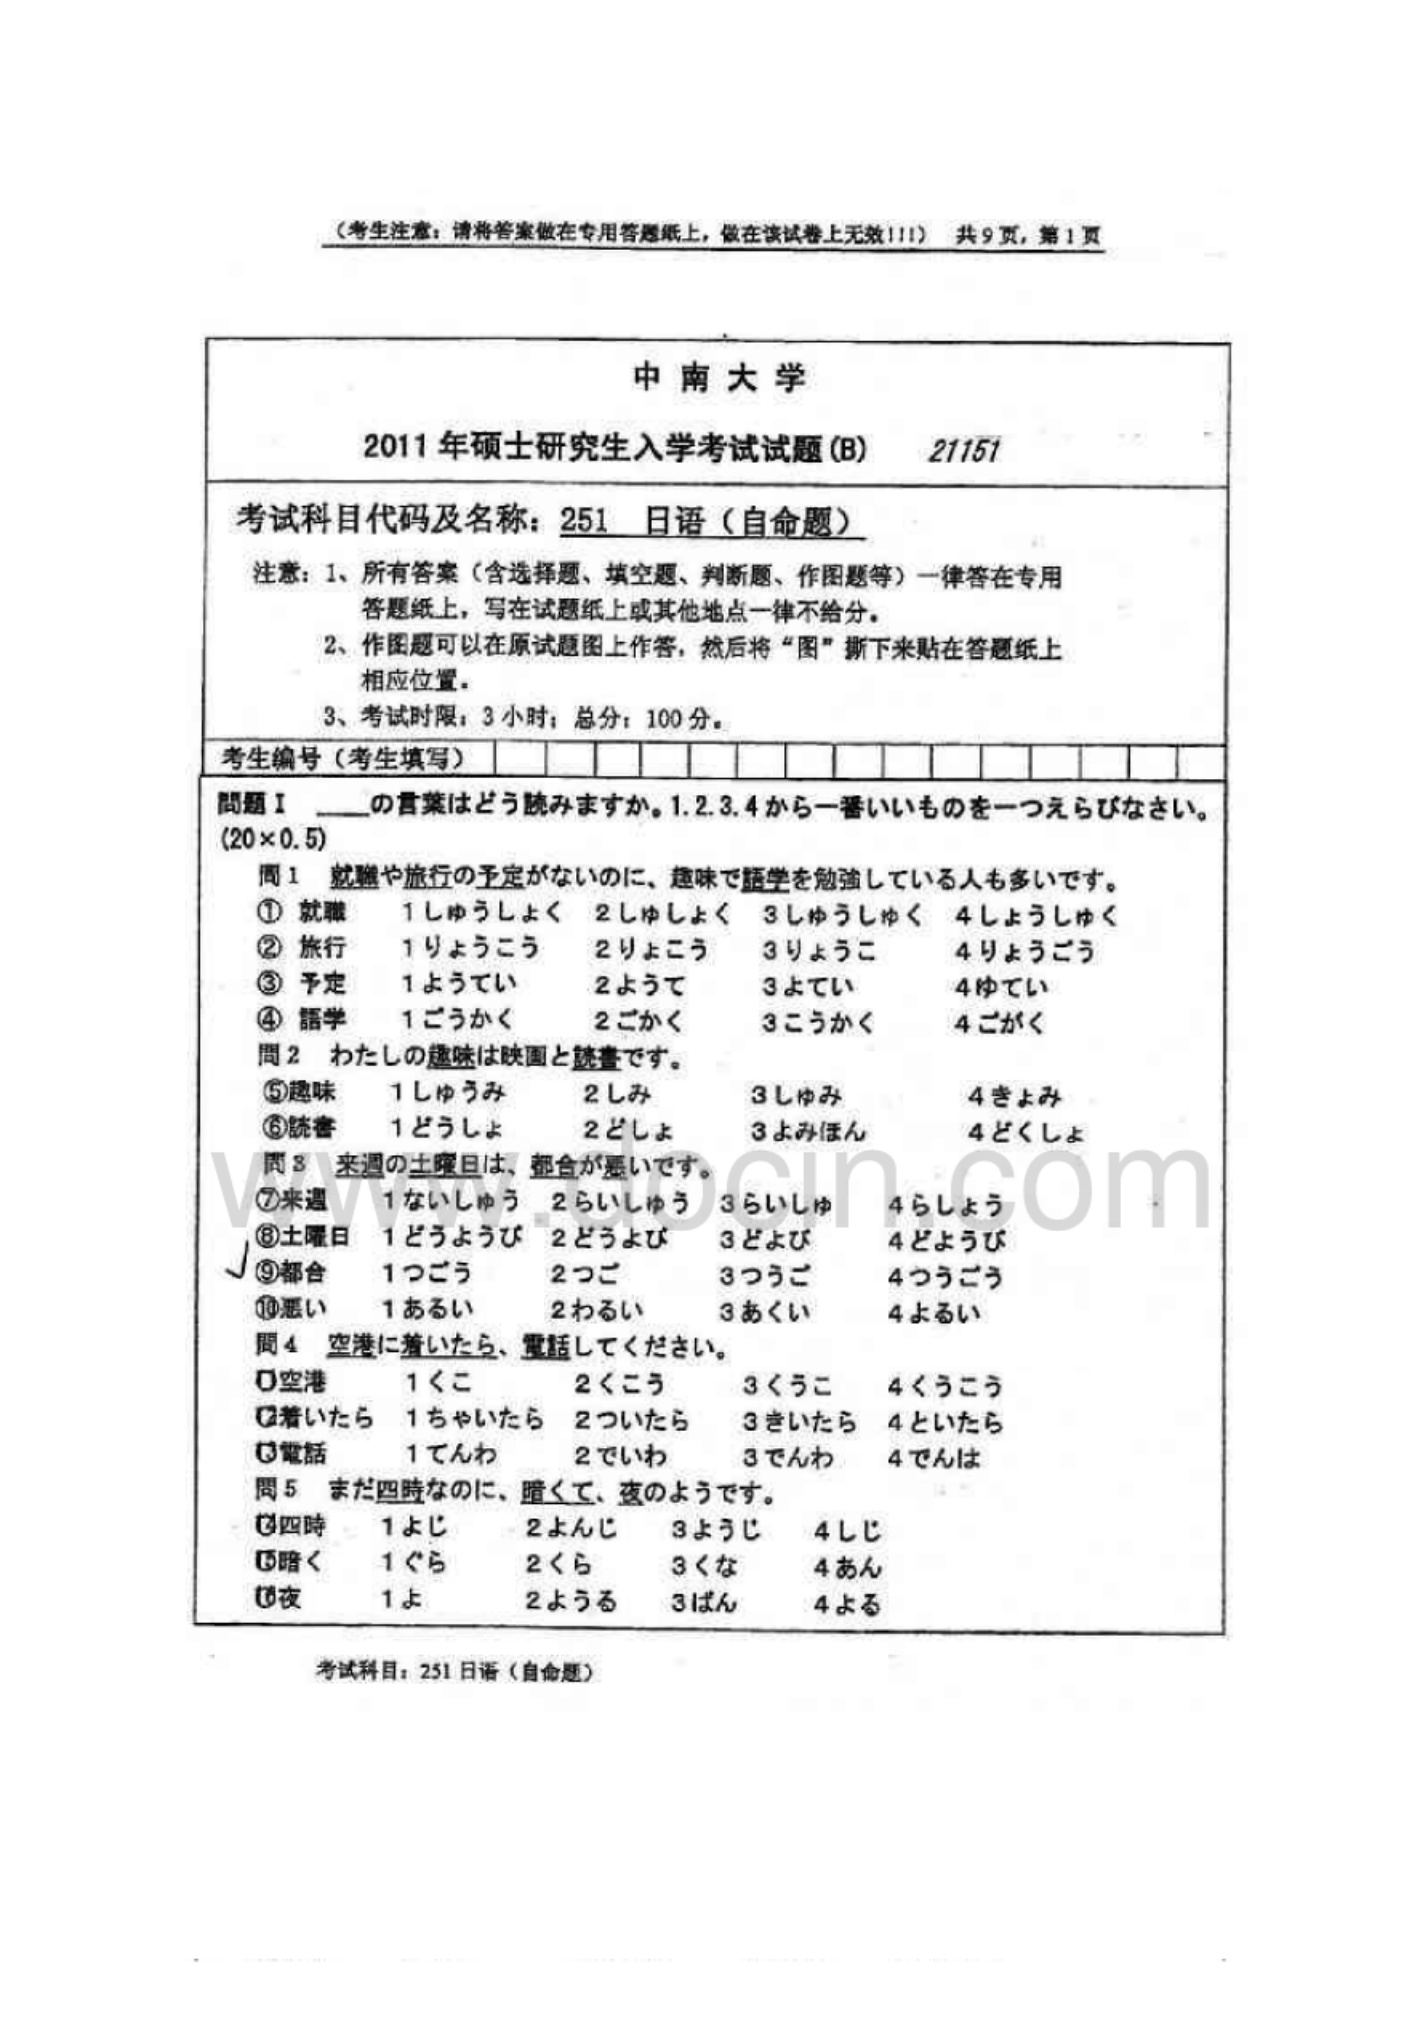 （考生注意：请将答案做在专用答题纸上，做在该试卷上无效!!!） 共9页，第1页
中 南 大 学
2011年硕士研究生入学考试试题(B) 21151
考试科目代码及名称：251 日语（自命题）
注意：1、所有答案（含选择题、填空题、判断题、作图题等）一律答在专用
答题纸上，写在试题纸上或其他地点一律不给分。
2、作图题可以在原试题图上作答，然后将“图”撕下来贴在答题纸上
相应位置。
3、考试时限：3小时；总分：100分。
考生编号（考生填写）
問題Ⅰ ____の言葉はどう読みますか。1.2.3.4から一番いいものを一つえらびなさい。
(20×0.5)
問1 就職や旅行の予定がないのに、趣味で語学を勉強している人も多いです。
① 就職 1しゅうしょく 2しゅしょく 3しゅうしゅく 4しょうしゅく
② 旅行 1りょうこう 2りょこう 3りょうこ 4りょうごう
③ 予定 1ようてい 2ようて 3よてい 4ゆてい
④ 語学 1ごうかく 2ごかく 3こうかく 4ごがく
問2 わたしの趣味は映画と読書です。
⑤趣味 1しゅうみ 2しみ 3しゅみ 4きょみ
⑥読書 1どうしょ 2どしょ 3よみほん 4どくしょ
問3 来週の土曜日は、都合が悪いです。
⑦来週 1ないしゅう 2らいしゅう 3らいしゅ 4らしょう
⑧土曜日 1どうようび 2どうよび 3どよび 4どようび
⑨都合 1つごう 2つご 3つうご 4つうごう
⑩悪い 1あるい 2わるい 3あくい 4よるい
問4 空港に着いたら、電話してください。
⑪空港 1くこ 2くこう 3くうこ 4くうこう
⑫着いたら 1ちゃいたら 2ついたら 3きいたら 4といたら
⑬電話 1てんわ 2でいわ 3でんわ 4でんは
問5 まだ四時なのに、暗くて、夜のようです。
⑭四時 1よじ 2よんじ 3ようじ 4しじ
⑮暗く 1ぐら 2くら 3くな 4あん
⑯夜 1よ 2ようる 3ばん 4よる
考试科目：251日语（自命题）
www.docin.com